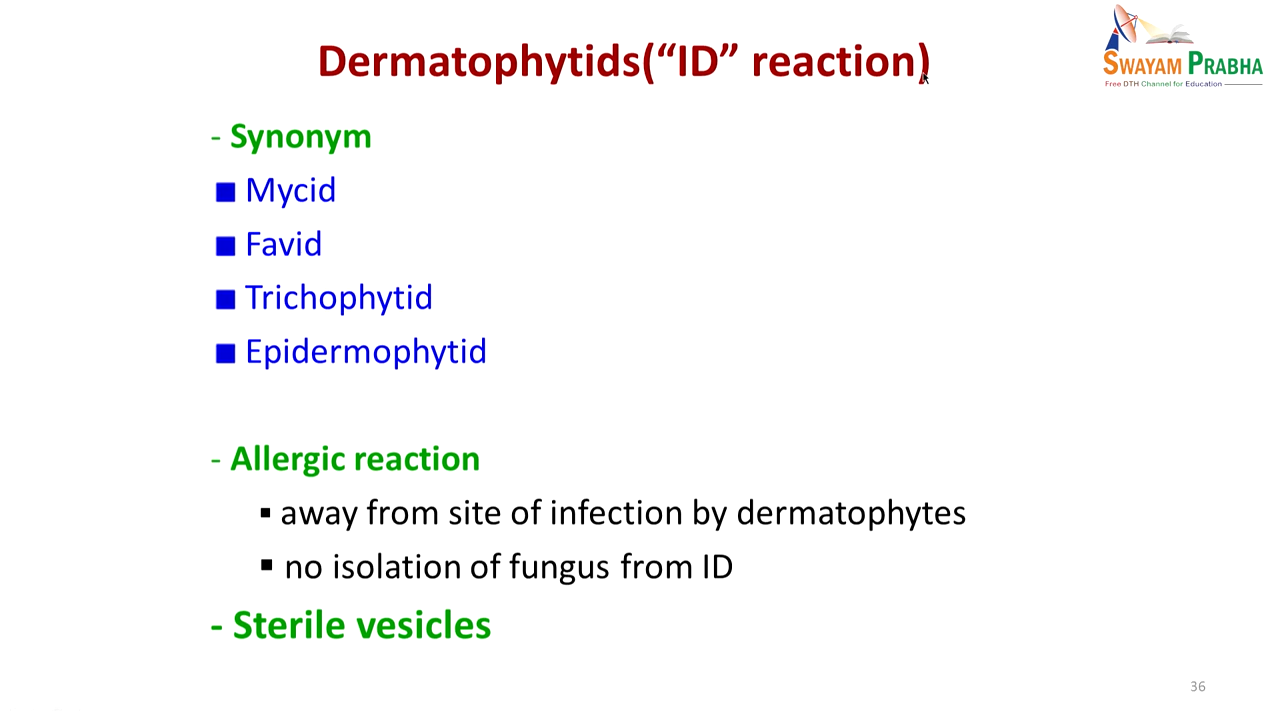 Dermatophytids(“ID” reaction)
SWAYAM PRABHA
Free DTH Channel for Education
- Synonym
■ Mycid
■ Favid
■ Trichophytid
■ Epidermophytid
- Allergic reaction
▪ away from site of infection by dermatophytes
▪ no isolation of fungus from ID
- Sterile vesicles
36